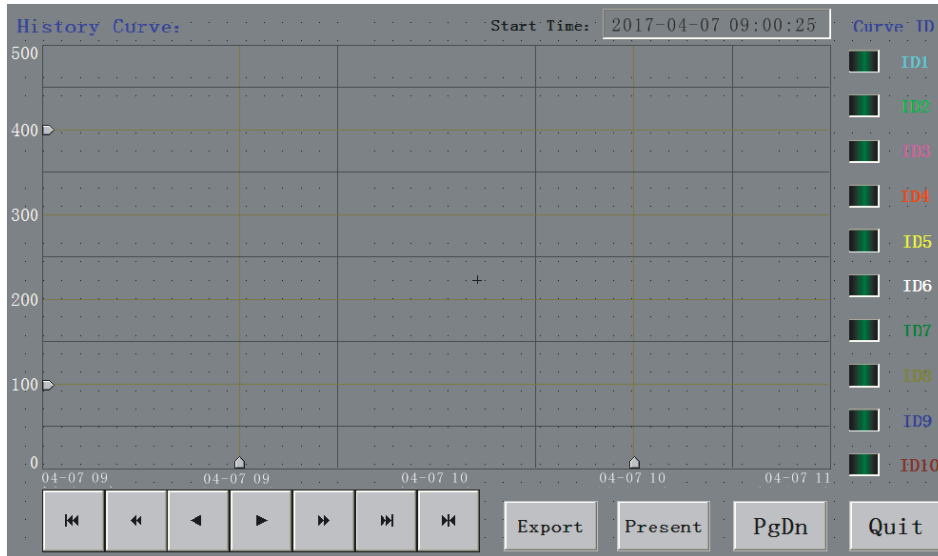 History Curve: Start Time: 2017-04-07 09:00:25 Curve ID
500
ID1
ID2
400
ID3
ID4
300
ID5
ID6
200
ID7
ID8
100
ID9
0
ID10
04-07 09 04-07 09 04-07 10 04-07 10 04-07 11
Export Present PgDn Quit